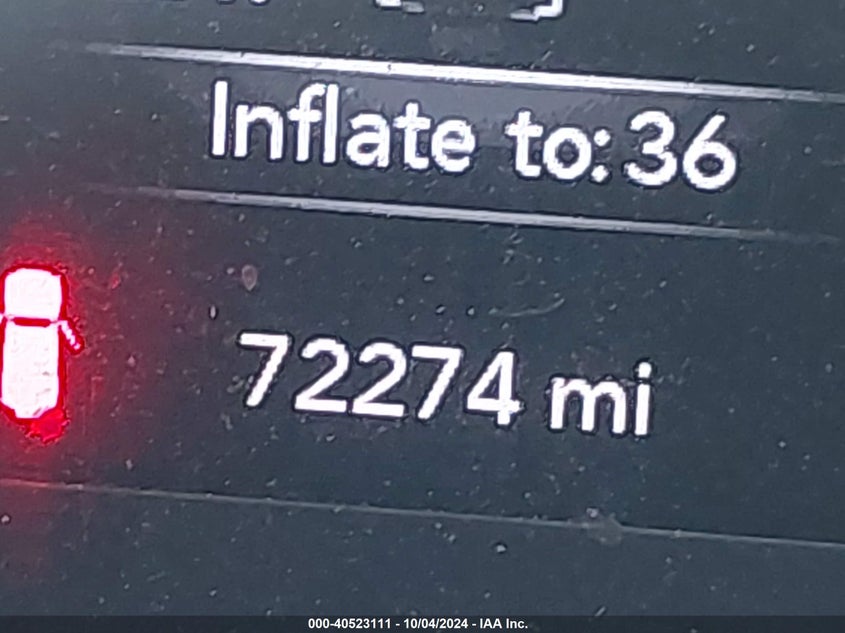 Inflate to: 36
72274 mi
000-40523111 - 10/04/2024 - IAA Inc.